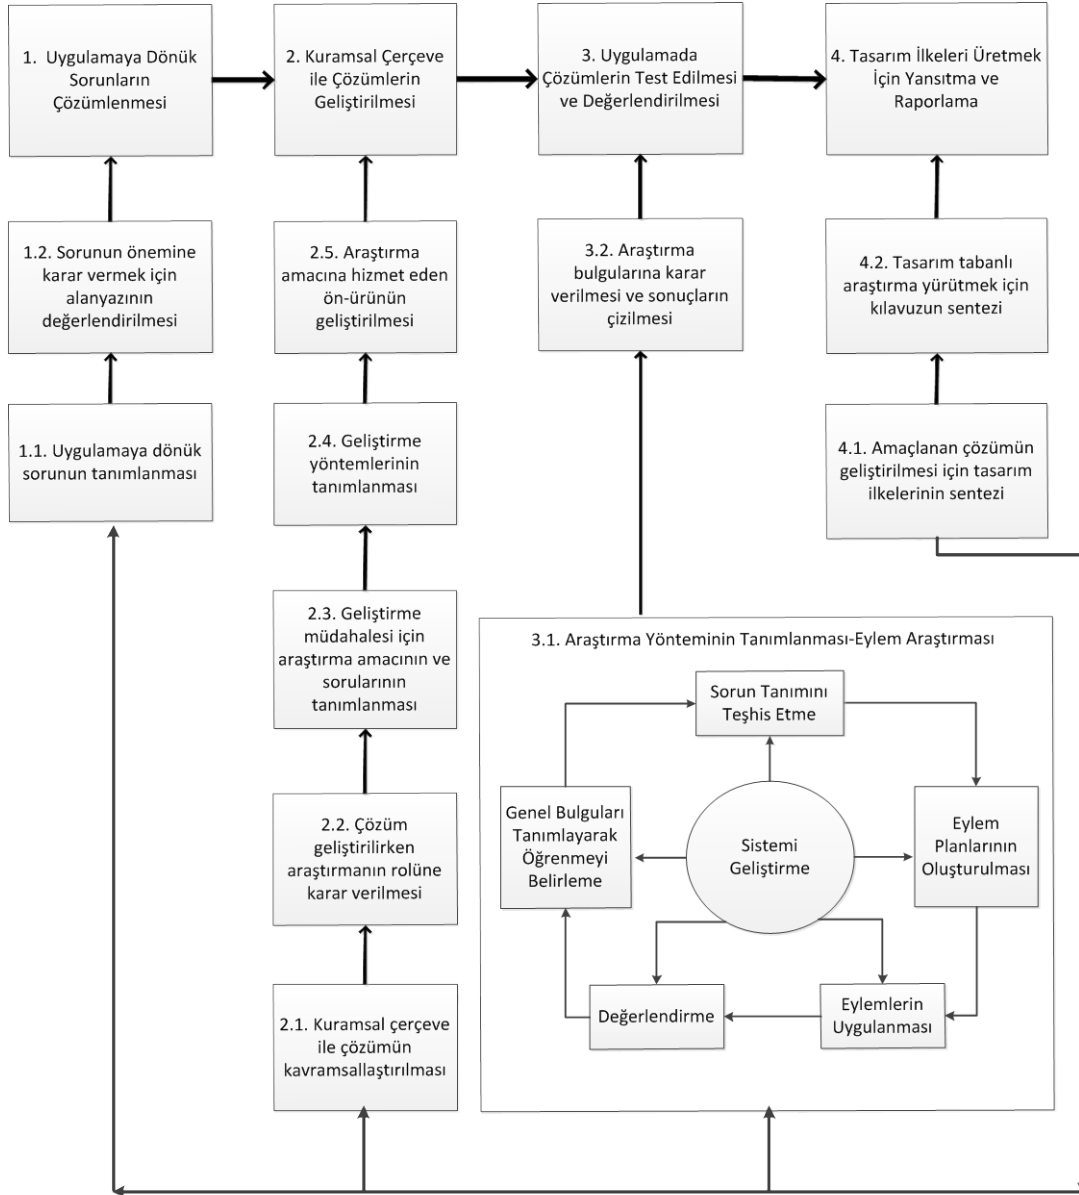 1. Uygulamaya Dönük
Sorunların
Çözümlenmesi
2. Kuramsal Çerçeve
ile Çözümlerin
Geliştirilmesi
3. Uygulamada
Çözümlerin Test Edilmesi
ve Değerlendirilmesi
4. Tasarım İlkeleri Üretmek
İçin Yansıtma ve
Raporlama
1.2. Sorunun önemine
karar vermek için
alanyazının
değerlendirilmesi
2.5. Araştırma
amacına hizmet eden
ön-ürünün
geliştirilmesi
3.2. Araştırma
bulgularına karar
verilmesi ve sonuçların
çizilmesi
4.2. Tasarım tabanlı
araştırma yürütmek için
kılavuzun sentezi
1.1. Uygulamaya dönük
sorunun tanımlanması
2.4. Geliştirme
yöntemlerinin
tanımlanması
4.1. Amaçlanan çözümün
geliştirilmesi için tasarım
ilkelerinin sentezi
2.3. Geliştirme
müdahalesi için
araştırma amacının ve
sorularının
tanımlanması
2.2. Çözüm
geliştirilirken
araştırmanın rolüne
karar verilmesi
2.1. Kuramsal çerçeve
ile çözümün
kavramsallaştırılması
3.1. Araştırma Yönteminin Tanımlanması-Eylem Araştırması
Sorun Tanımını
Teşhis Etme
Genel Bulguları
Tanımlayarak
Öğrenmeyi
Belirleme
Sistemi
Geliştirme
Eylem
Planlarının
Oluşturulması
Değerlendirme
Eylemlerin
Uygulanması